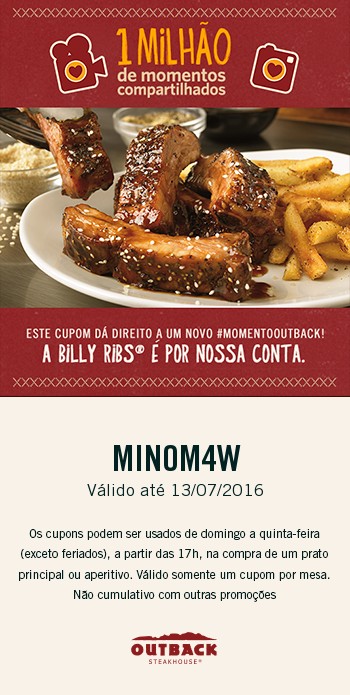 1 MILHÃO
de momentos
compartilhados
ESTE CUPOM DÁ DIREITO A UM NOVO #MOMENTOOUTBACK!
A BILLY RIBS® É POR NOSSA CONTA.
MINOM4W
Válido até 13/07/2016
Os cupons podem ser usados de domingo a quinta-feira
(exceto feriados), a partir das 17h, na compra de um prato
principal ou aperitivo. Válido somente um cupom por mesa.
Não cumulativo com outras promoções
OUTBACK
STEAKHOUSE®